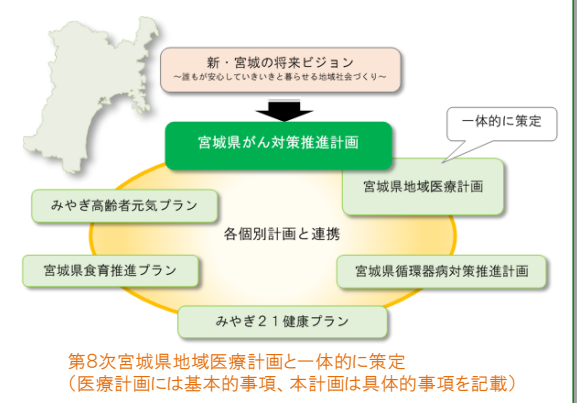 新・宮城の将来ビジョン
～誰もが安心していきいきと暮らせる地域社会づくり～
一体的に策定
宮城県がん対策推進計画
宮城県地域医療計画
みやぎ高齢者元気プラン
各個別計画と連携
宮城県食育推進プラン
宮城県循環器病対策推進計画
みやぎ２１健康プラン
第8次宮城県地域医療計画と一体的に策定
（医療計画には基本的事項、本計画は具体的事項を記載）